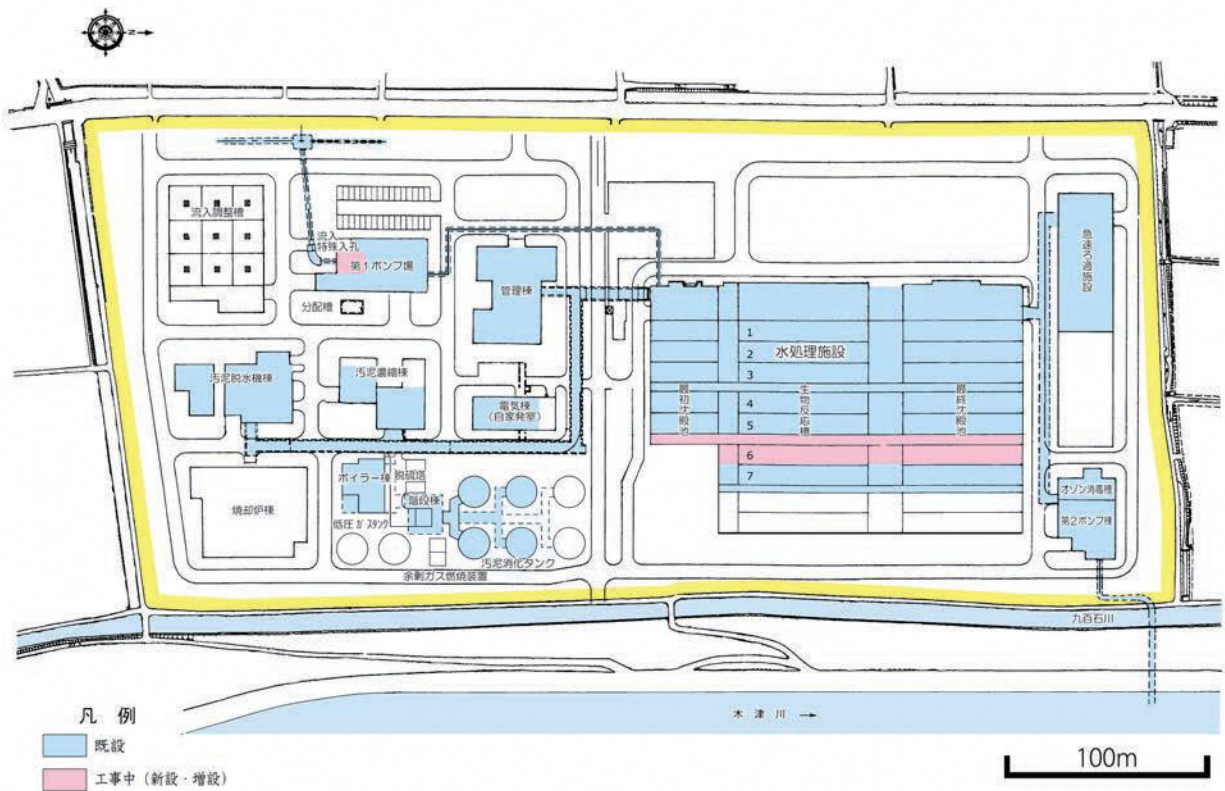 N
流入調整槽
流入
特殊入孔
第1ポンプ場
分配槽
管理棟
急速ろ過施設
1
2
水処理施設
3
4
5
6
7
最初沈殿池
生物反応槽
最終沈殿池
汚泥脱水機棟
汚泥濃縮棟
電気棟
(自家発室)
ボイラー棟
脱硫塔
階段棟
焼却炉棟
低圧ガスタンク
汚泥消化タンク
余剰ガス燃焼装置
オゾン消毒槽
第2ポンプ棟
九百石川
木津川 →
凡 例
既設
工事中(新設・増設)
100m